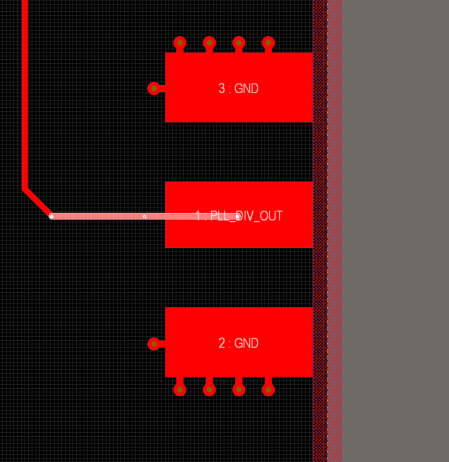 3 : GND
1 : PLL_DIV_OUT
2 : GND